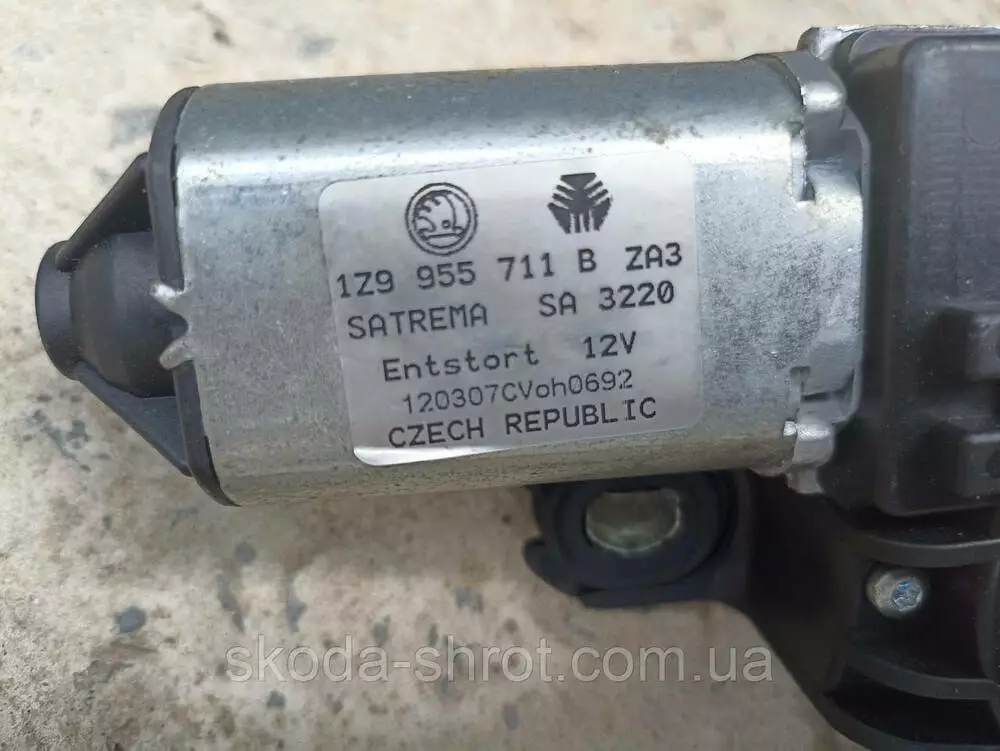 1Z9 955 711 B ZA3
SATREMA SA 3220
Entstort 12V
120307CVoh0692
CZECH REPUBLIC
skoda-shrot.com.ua